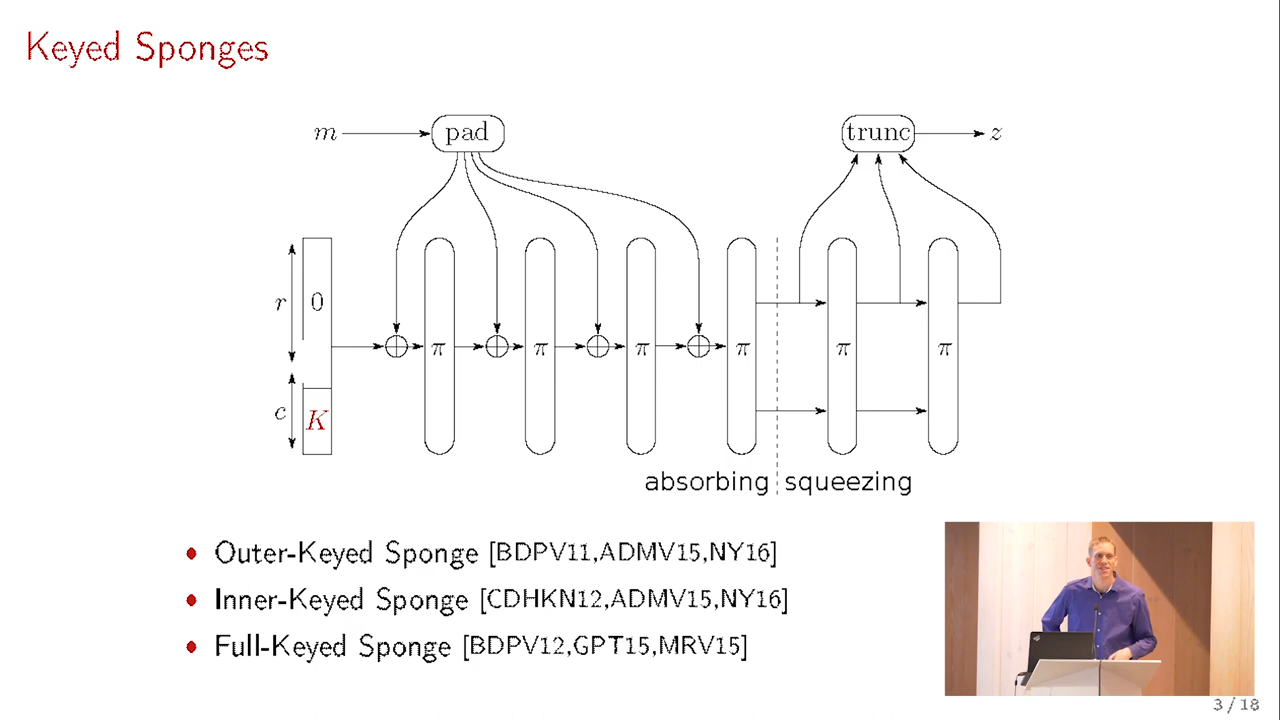 Keyed Sponges
m pad trunc z
r 0
π π π π π π
c K
absorbing squeezing
• Outer-Keyed Sponge [BDPV11,ADMV15,NY16]
• Inner-Keyed Sponge [CDHKN12,ADMV15,NY16]
• Full-Keyed Sponge [BDPV12,GPT15,MRV15]
3 / 18